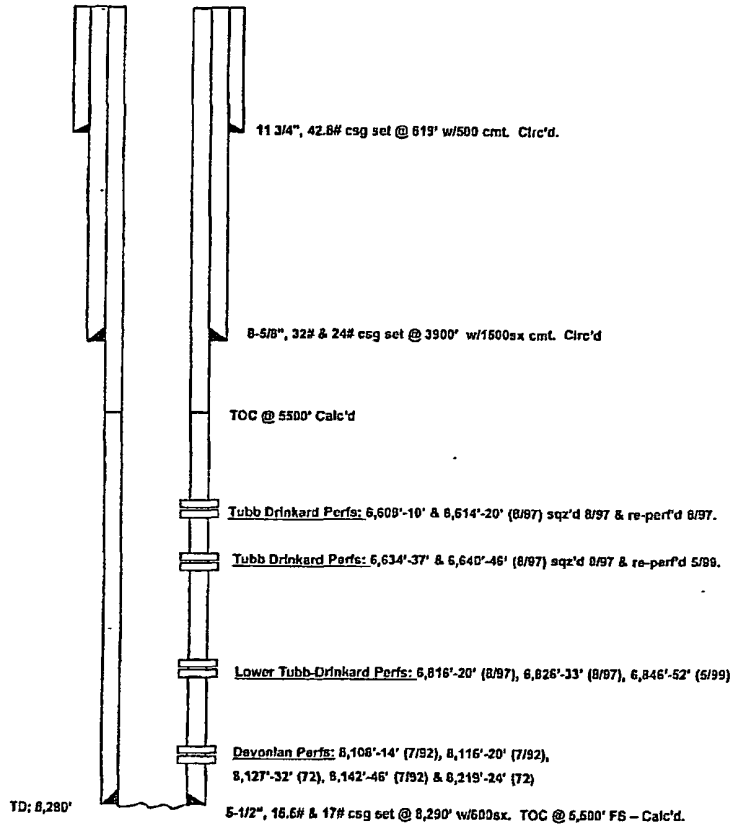 11 3/4", 42.8# csg set @ 619' w/500 cmt. Circ'd.
8-5/8", 32# & 24# csg set @ 3900' w/1500sx cmt. Circ'd
TOC @ 5500' Calc'd
Tubb Drinkard Perfs: 6,609'-10' & 6,614'-20' (8/97) sqz'd 8/97 & re-perf'd 8/97.
Tubb Drinkard Perfs: 6,634'-37' & 6,640'-46' (8/97) sqz'd 8/97 & re-perf'd 5/99.
Lower Tubb-Drinkard Perfs: 6,816'-20' (8/97), 6,826'-33' (8/97), 6,846'-52' (5/99)
Devonian Perfs: 8,108'-14' (7/92), 8,116'-20' (7/92),
8,127'-32' (72), 8,142'-46' (7/92) & 8,219'-24' (72)
TD; 8,280'
5-1/2", 15.5# & 17# csg set @ 8,290' w/600sx. TOC @ 5,500' FS – Calc'd.